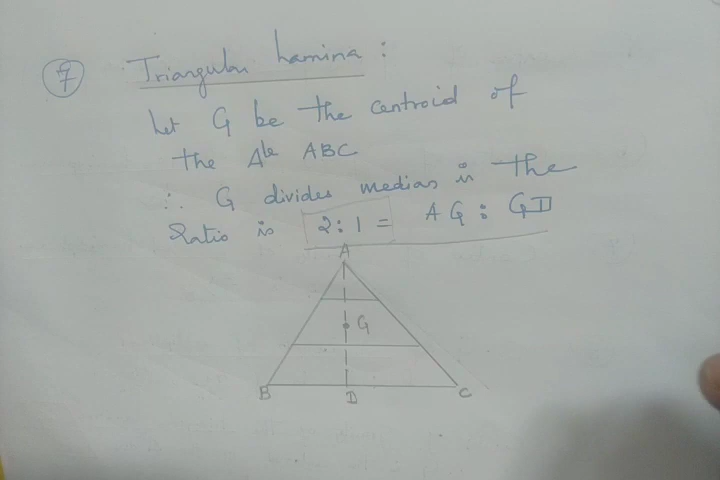 7
Triangular Lamina :
Let G be the centroid of
the Δle ABC
∴ G divides median in the
Ratio is 2 : 1 = AG : GD
A
G
B D C